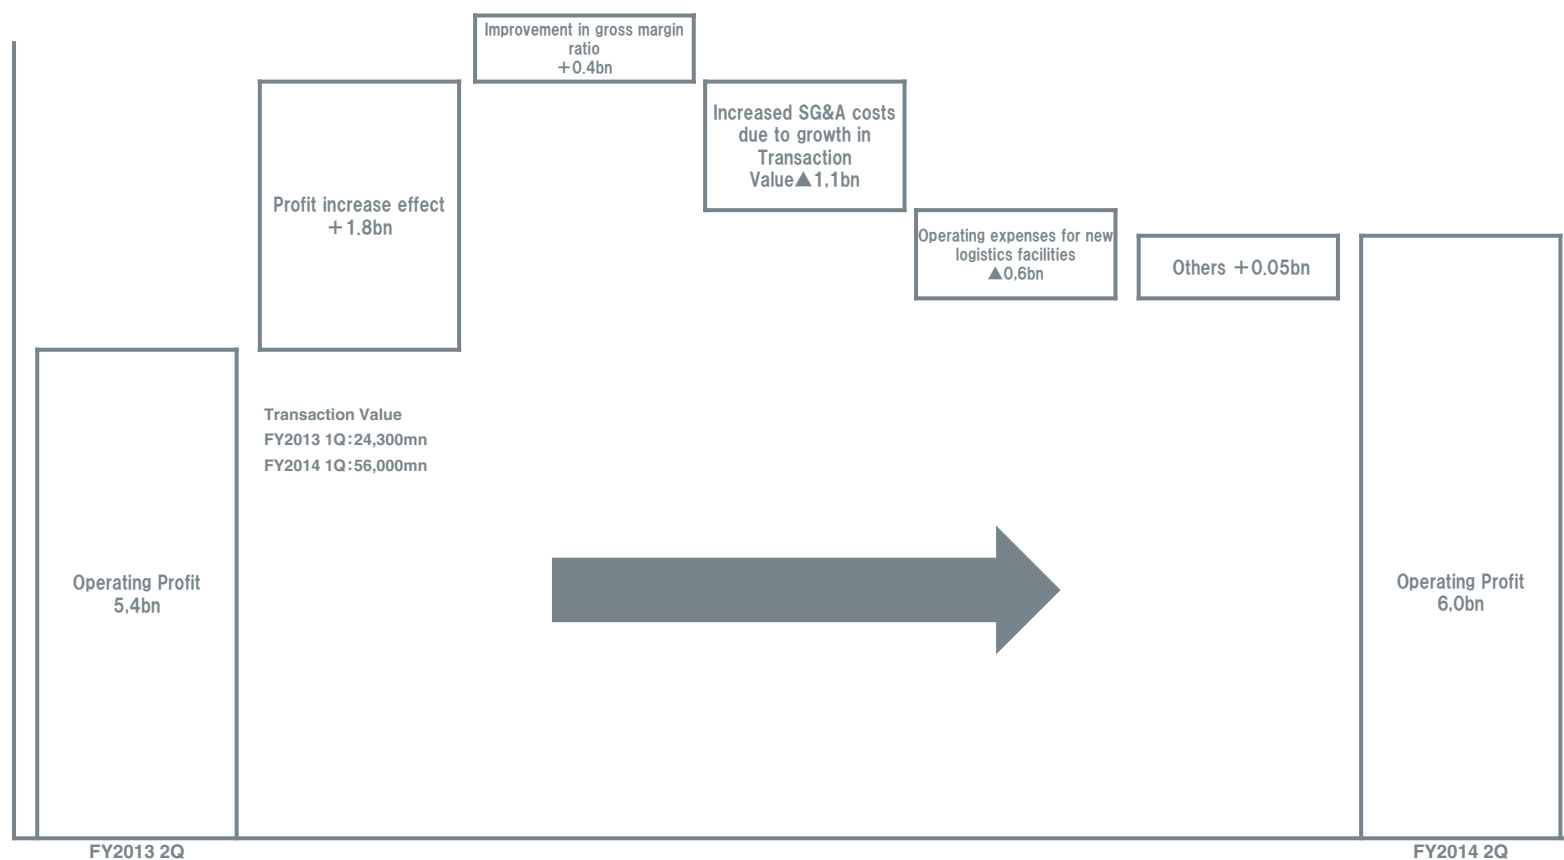 Improvement in gross margin
ratio
+0.4bn
Increased SG&A costs
due to growth in
Transaction
Value▲1,1bn
Profit increase effect
+1.8bn
Operating expenses for new
logistics facilities
▲0,6bn
Others +0.05bn
Transaction Value
FY2013 1Q:24,300mn
FY2014 1Q:56,000mn
Operating Profit
5,4bn
Operating Profit
6,0bn
FY2013 2Q
FY2014 2Q